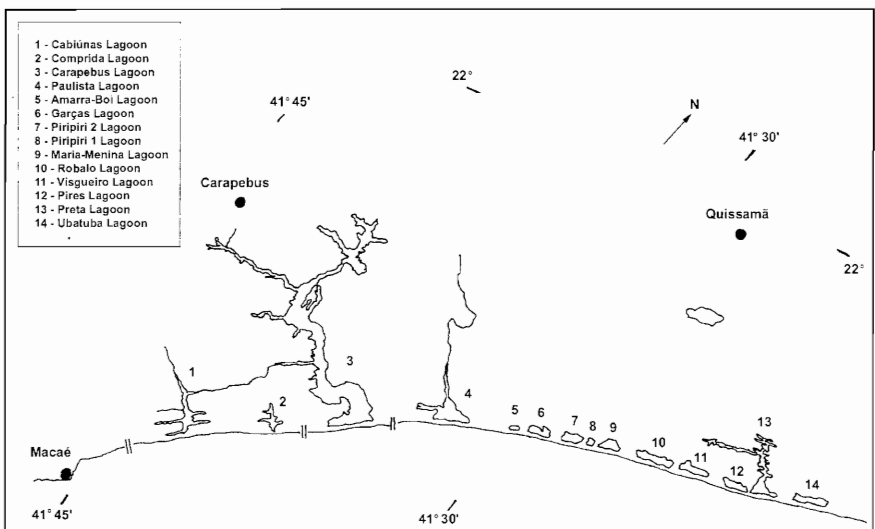 1 - Cabiúnas Lagoon
2 - Comprida Lagoon
3 - Carapebus Lagoon
4 - Paulista Lagoon
5 - Amarra-Boi Lagoon
6 - Garças Lagoon
7 - Piripiri 2 Lagoon
8 - Piripiri 1 Lagoon
9 - Maria-Menina Lagoon
10 - Robalo Lagoon
11 - Visgueiro Lagoon
12 - Pires Lagoon
13 - Preta Lagoon
14 - Ubatuba Lagoon
22°
41° 45'
N
41° 30'
Carapebus
Quissamã
22°
1
2
3
4
5
6
7
8
9
10
11
12
13
14
Macaé
41° 45'
41° 30'